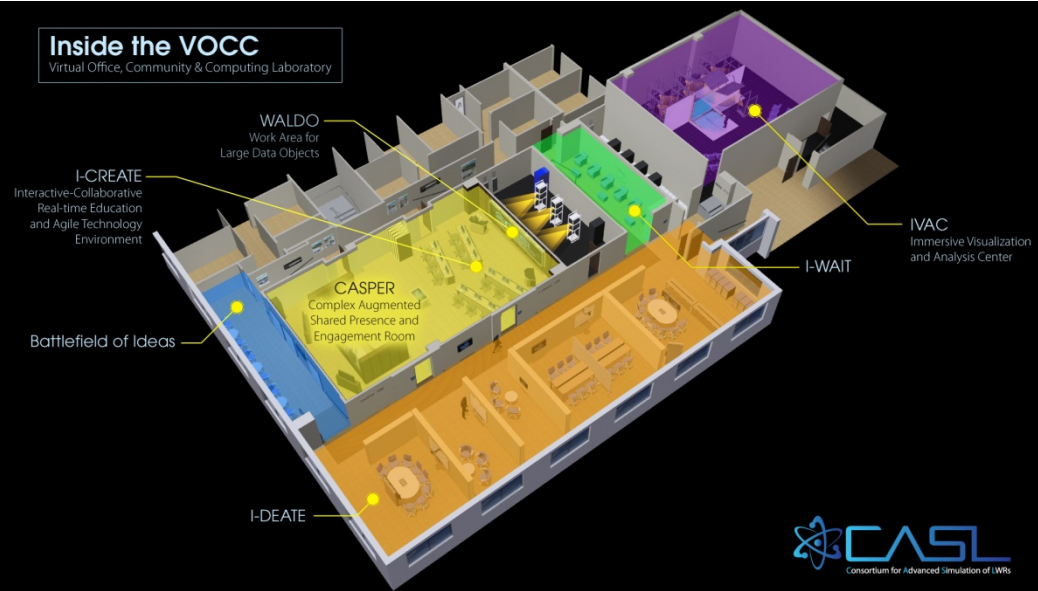 Inside the VOCC
Virtual Office, Community & Computing Laboratory
WALDO
Work Area for
Large Data Objects
I-CREATE
Interactive-Collaborative
Real-time Education
and Agile Technology
Environment
CASPER
Complex Augmented
Shared Presence and
Engagement Room
Battlefield of Ideas
IVAC
Immersive Visualization
and Analysis Center
I-WAIT
I-DEATE
CASL
Consortium for Advanced Simulation of LWRs